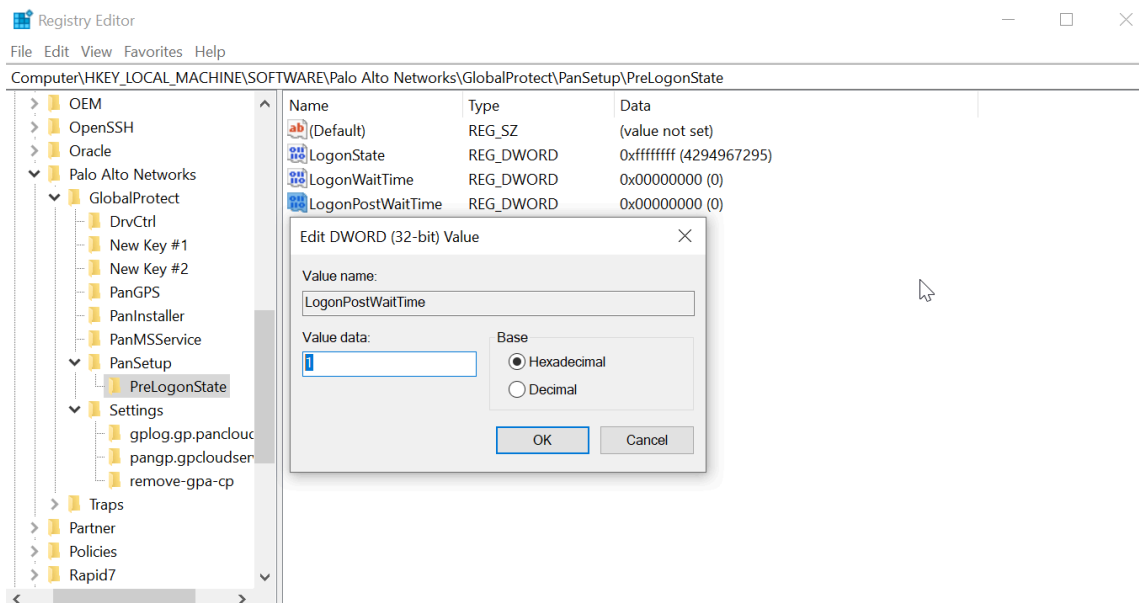 Registry Editor
File Edit View Favorites Help
Computer\HKEY_LOCAL_MACHINE\SOFTWARE\Palo Alto Networks\GlobalProtect\PanSetup\PreLogonState
OEM
OpenSSH
Oracle
Palo Alto Networks
GlobalProtect
DrvCtrl
New Key #1
New Key #2
PanGPS
PanInstaller
PanMSService
PanSetup
PreLogonState
Settings
gplog.gp.pancloud
pangp.gpcloudser
remove-gpa-cp
Traps
Partner
Policies
Rapid7
Name Type Data
(Default) REG_SZ (value not set)
LogonState REG_DWORD 0xffffffff (4294967295)
LogonWaitTime REG_DWORD 0x00000000 (0)
LogonPostWaitTime REG_DWORD 0x00000000 (0)
Edit DWORD (32-bit) Value
Value name:
LogonPostWaitTime
Value data:
1
Base
Hexadecimal
Decimal
OK Cancel